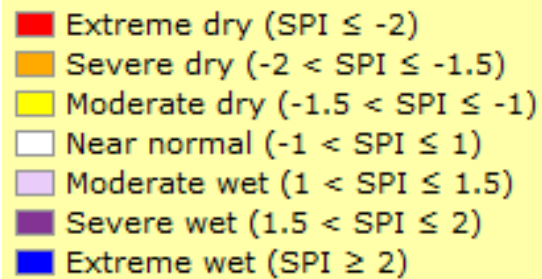 Extreme dry (SPI ≤ -2)
Severe dry (-2 < SPI ≤ -1.5)
Moderate dry (-1.5 < SPI ≤ -1)
Near normal (-1 < SPI ≤ 1)
Moderate wet (1 < SPI ≤ 1.5)
Severe wet (1.5 < SPI ≤ 2)
Extreme wet (SPI ≥ 2)